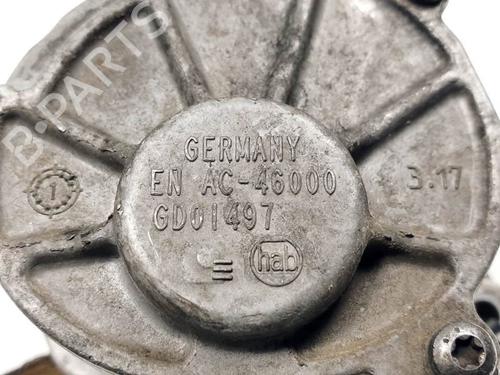 B-PARTS
GERMANY
EN AC-46000
GD01497
hab
3.17
1